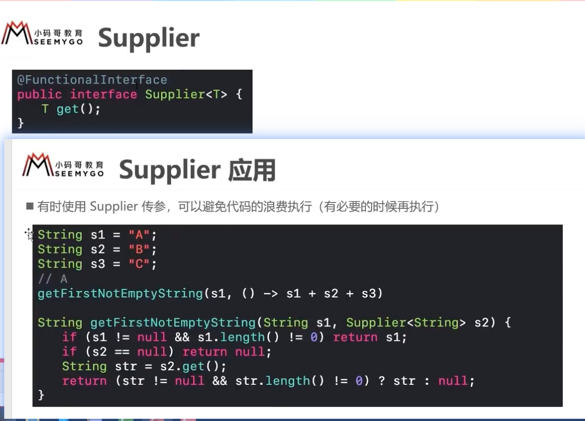 小码哥教育
SEEMYGO
Supplier
@FunctionalInterface
public interface Supplier<T> {
    T get();
}
小码哥教育
SEEMYGO
Supplier 应用
■ 有时使用 Supplier 传参，可以避免代码的浪费执行（有必要的时候再执行）
String s1 = "A";
String s2 = "B";
String s3 = "C";
// A
getFirstNotEmptyString(s1, () -> s1 + s2 + s3)
String getFirstNotEmptyString(String s1, Supplier<String> s2) {
    if (s1 != null && s1.length() != 0) return s1;
    if (s2 == null) return null;
    String str = s2.get();
    return (str != null && str.length() != 0) ? str : null;
}